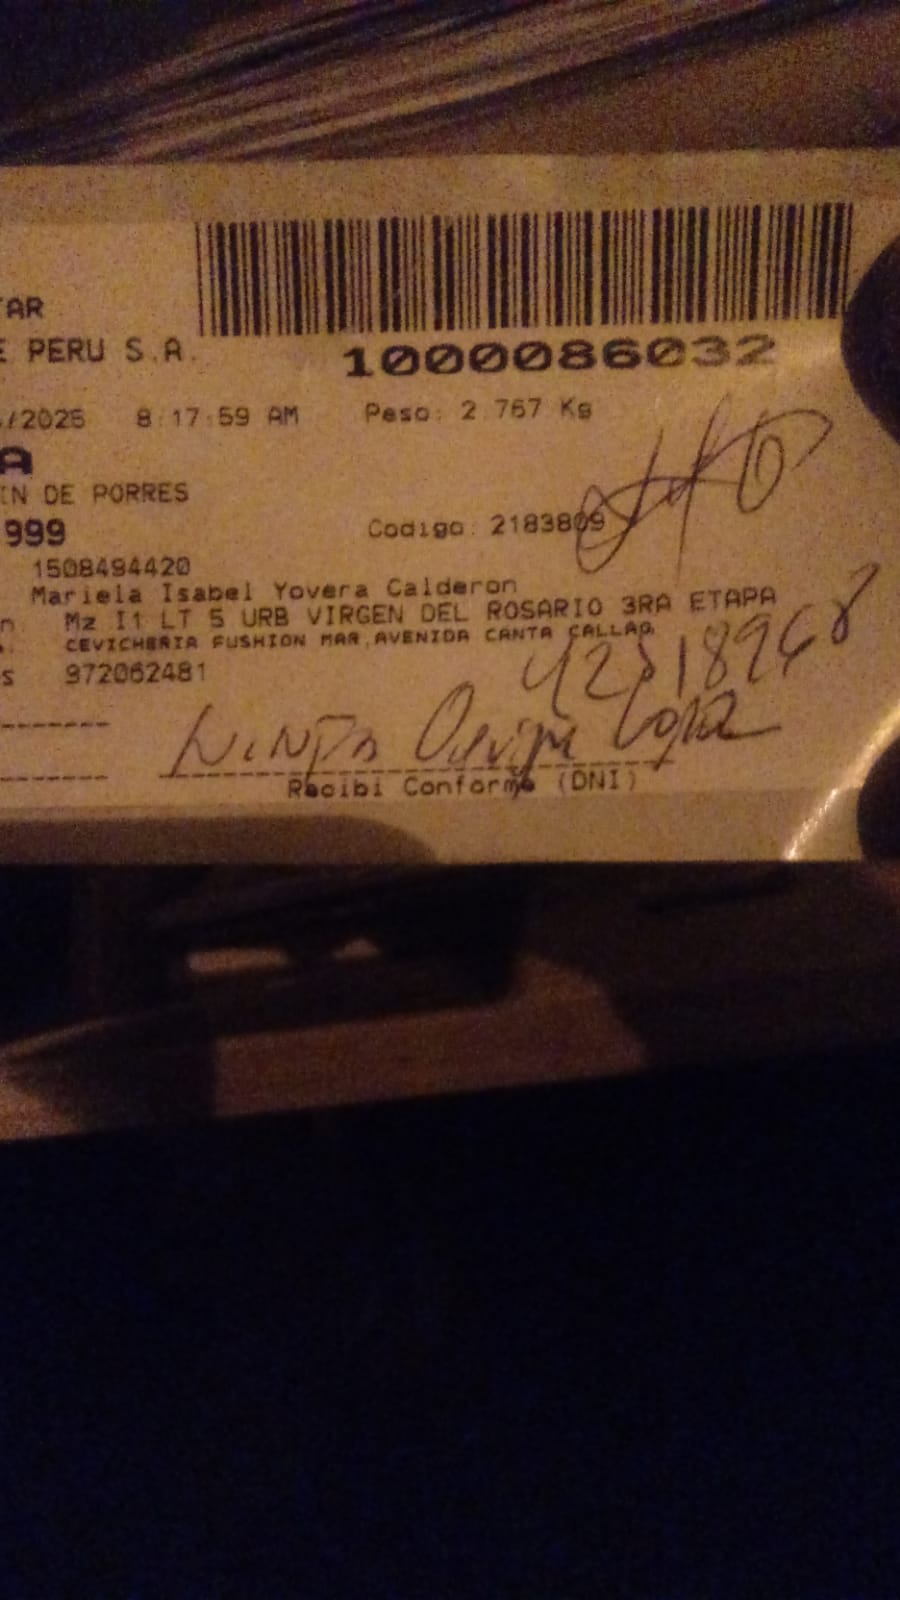 TAR
E PERU S.A.
1000086032
/2025 8:17:59 AM Peso: 2.767 Kg
A
IN DE PORRES
999 Codigo: 2183809
1508494420
Mariela Isabel Yovera Calderon
n Mz I1 LT 5 URB VIRGEN DEL ROSARIO 3RA ETAPA
CEVICHERIA FUSHION MAR,AVENIDA CANTA CALLAO
s 972062481
Recibi Conforme (DNI)